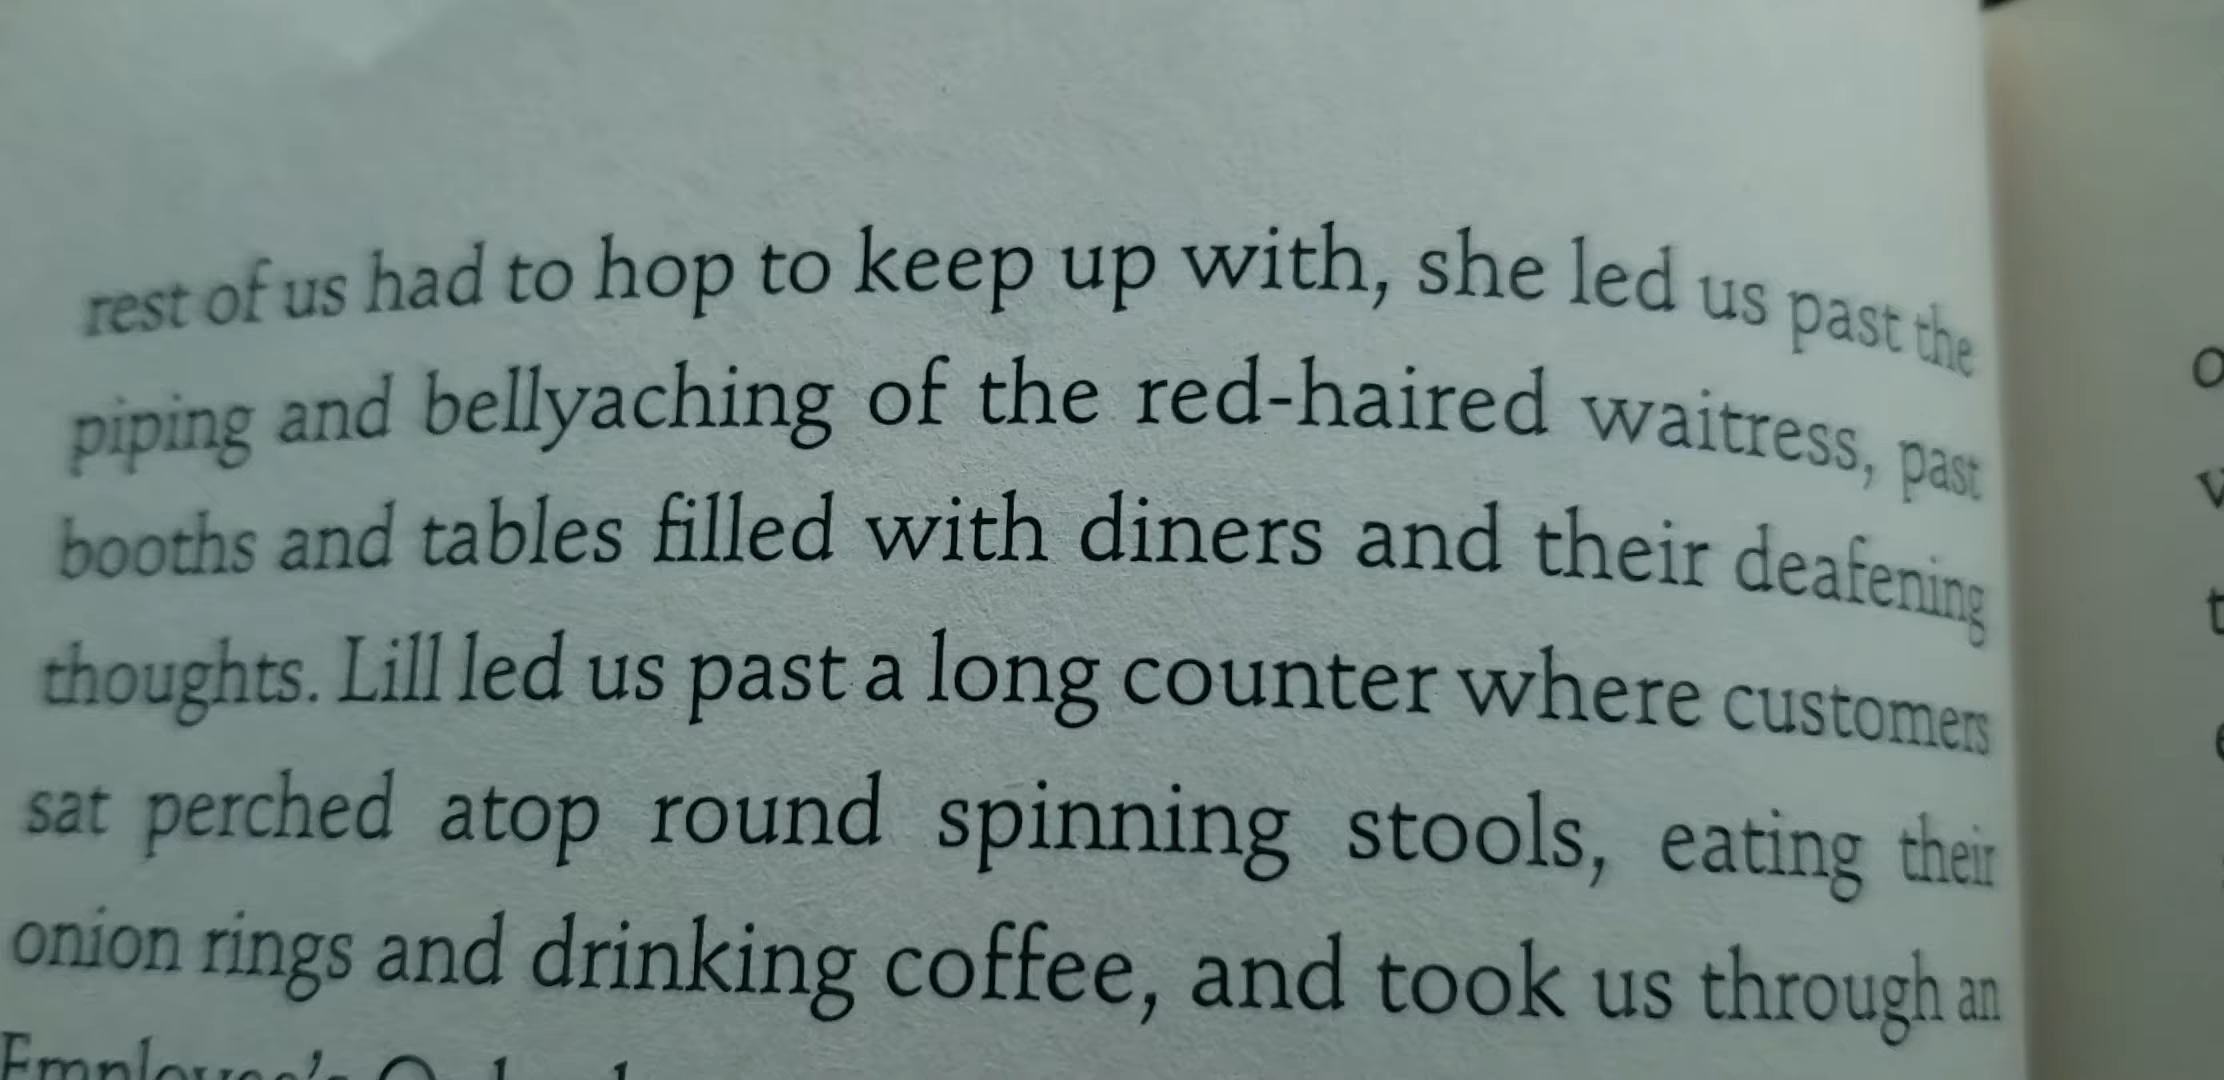 rest of us had to hop to keep up with, she led us past the
piping and bellyaching of the red-haired waitress, past
booths and tables filled with diners and their deafening
thoughts. Lill led us past a long counter where customers
sat perched atop round spinning stools, eating their
onion rings and drinking coffee, and took us through an
Employee's